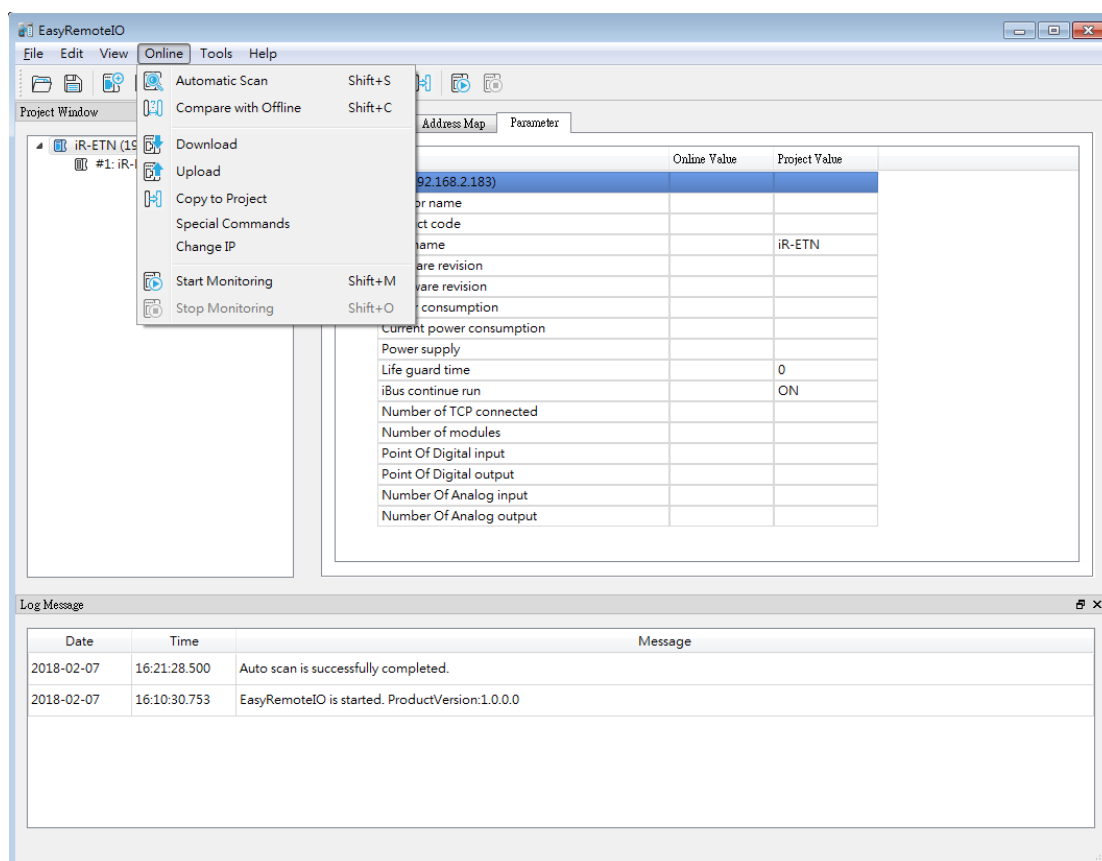 EasyRemoteIO
File Edit View Online Tools Help
Automatic Scan Shift+S
Compare with Offline Shift+C
Download
Upload
Copy to Project
Special Commands
Change IP
Start Monitoring Shift+M
Stop Monitoring Shift+O
Project Window
iR-ETN (19
#1: iR-
Address Map Parameter
Online Value Project Value
92.168.2.183)
or name
ct code
name iR-ETN
are revision
ware revision
consumption
Current power consumption
Power supply
Life guard time 0
iBus continue run ON
Number of TCP connected
Number of modules
Point Of Digital input
Point Of Digital output
Number Of Analog input
Number Of Analog output
Log Message
Date Time Message
2018-02-07 16:21:28.500 Auto scan is successfully completed.
2018-02-07 16:10:30.753 EasyRemoteIO is started. ProductVersion:1.0.0.0